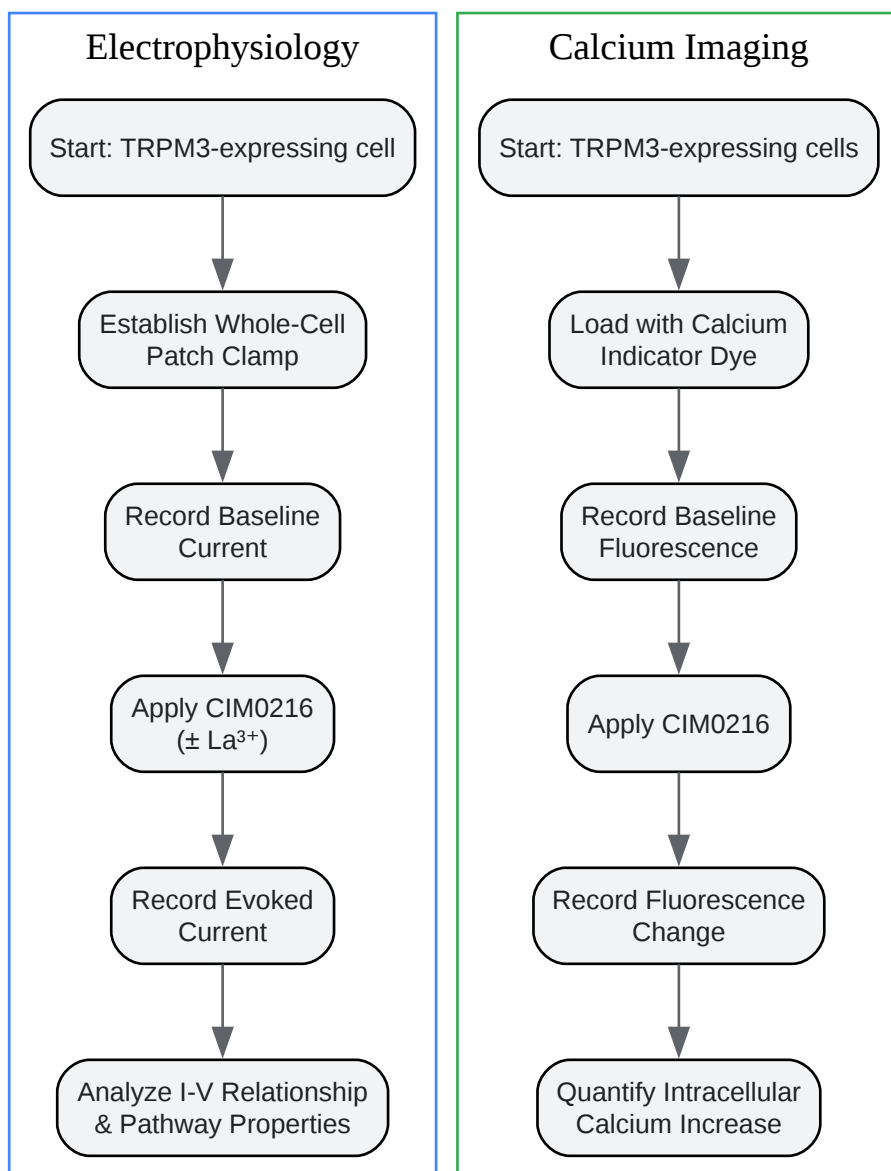 Electrophysiology
Start: TRPM3-expressing cell
Establish Whole-Cell
Patch Clamp
Record Baseline
Current
Apply CIM0216
(± La³⁺)
Record Evoked
Current
Analyze I-V Relationship
& Pathway Properties
Calcium Imaging
Start: TRPM3-expressing cells
Load with Calcium
Indicator Dye
Record Baseline
Fluorescence
Apply CIM0216
Record Fluorescence
Change
Quantify Intracellular
Calcium Increase